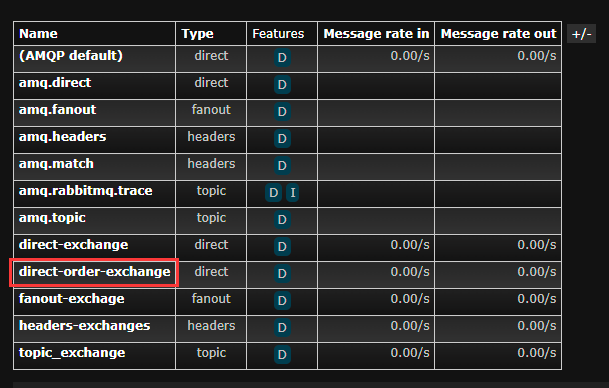 Name Type Features Message rate in Message rate out +/-
(AMQP default) direct D 0.00/s 0.00/s
amq.direct direct D
amq.fanout fanout D
amq.headers headers D
amq.match headers D
amq.rabbitmq.trace topic D I
amq.topic topic D
direct-exchange direct D 0.00/s 0.00/s
direct-order-exchange direct D 0.00/s 0.00/s
fanout-exchage fanout D 0.00/s 0.00/s
headers-exchanges headers D 0.00/s 0.00/s
topic_exchange topic D 0.00/s 0.00/s